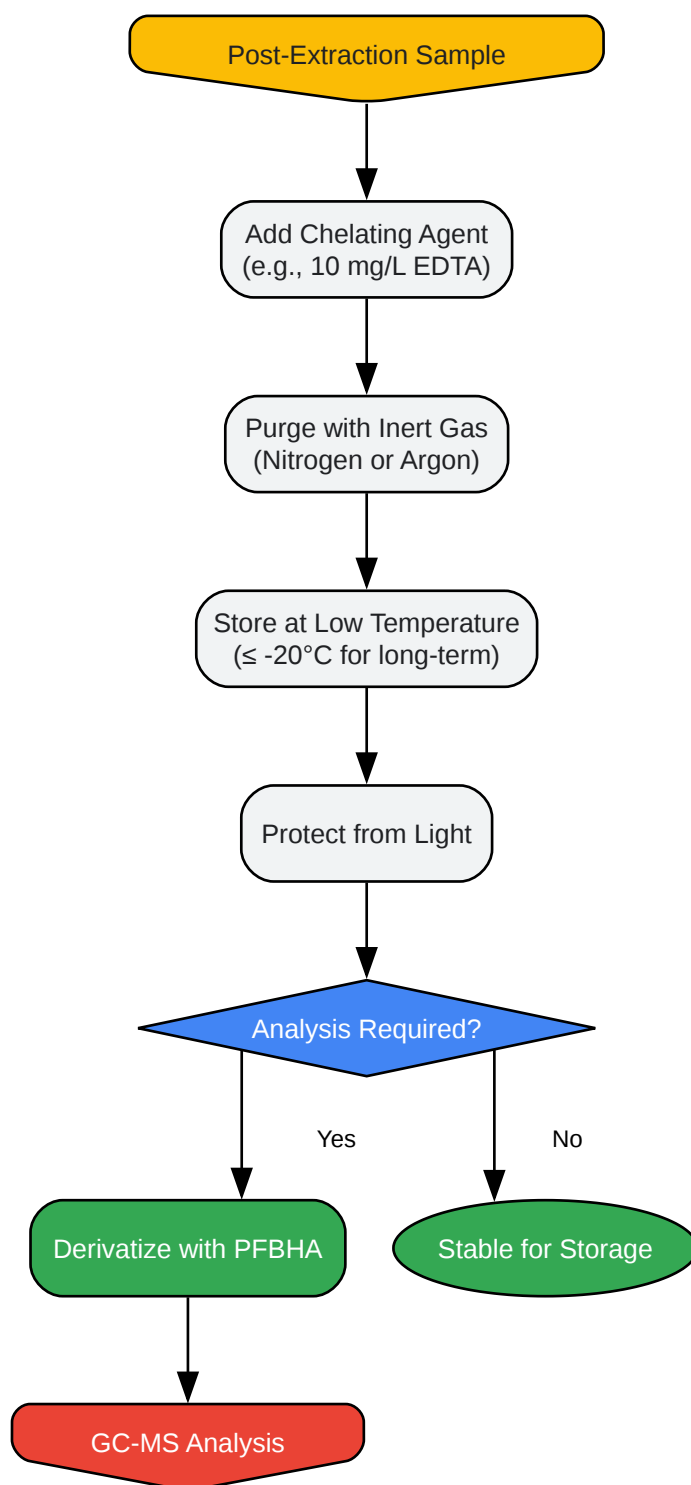 Post-Extraction Sample
Add Chelating Agent
(e.g., 10 mg/L EDTA)
Purge with Inert Gas
(Nitrogen or Argon)
Store at Low Temperature
(≤ -20°C for long-term)
Protect from Light
Analysis Required?
Yes
No
Derivatize with PFBHA
Stable for Storage
GC-MS Analysis